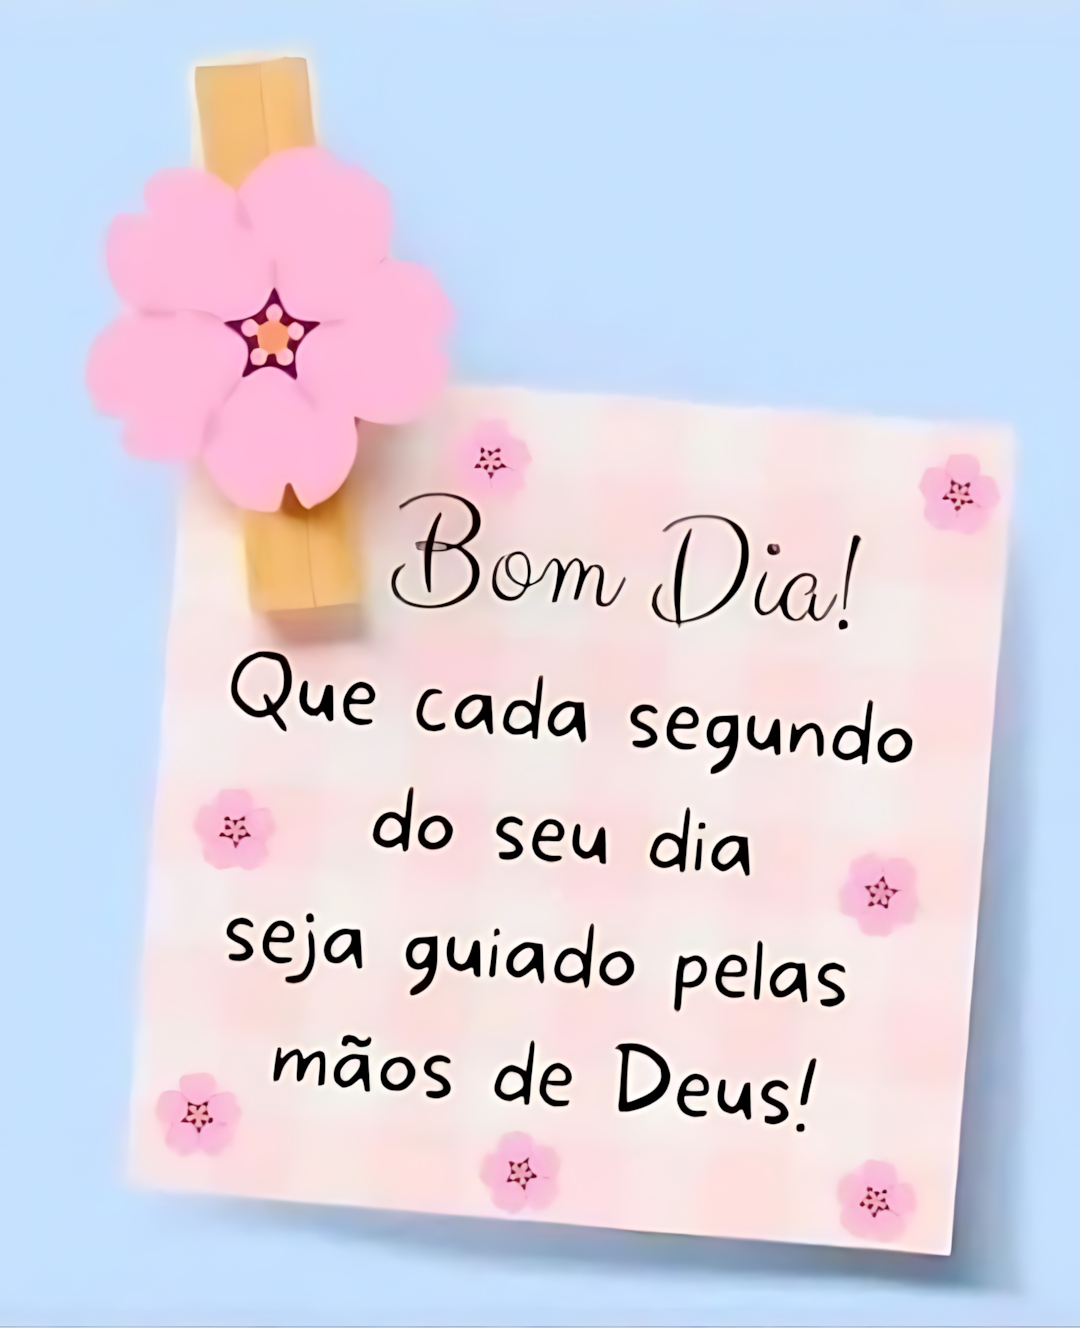 Bom Dia!
Que cada segundo
do seu dia
seja guiado pelas
mãos de Deus!